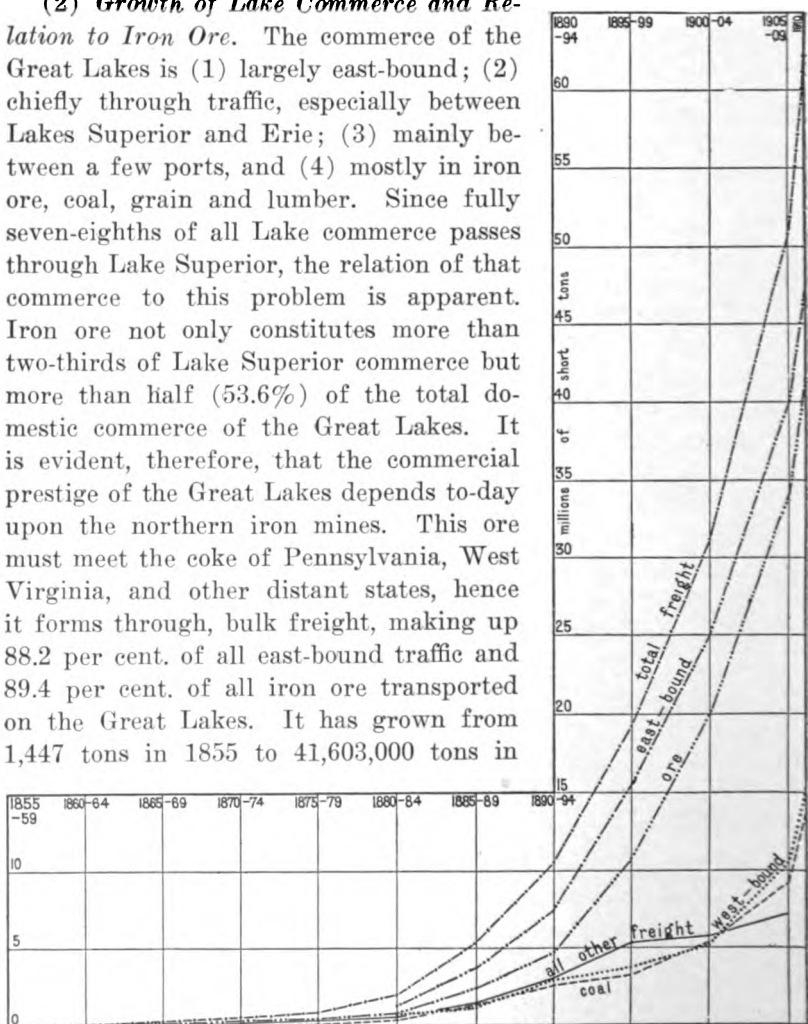 (2) Growth of Lake Commerce and Re-
lation to Iron Ore. The commerce of the
Great Lakes is (1) largely east-bound; (2)
chiefly through traffic, especially between
Lakes Superior and Erie; (3) mainly be-
tween a few ports, and (4) mostly in iron
ore, coal, grain and lumber. Since fully
seven-eighths of all Lake commerce passes
through Lake Superior, the relation of that
commerce to this problem is apparent.
Iron ore not only constitutes more than
two-thirds of Lake Superior commerce but
more than half (53.6%) of the total do-
mestic commerce of the Great Lakes. It
is evident, therefore, that the commercial
prestige of the Great Lakes depends to-day
upon the northern iron mines. This ore
must meet the coke of Pennsylvania, West
Virginia, and other distant states, hence
it forms through, bulk freight, making up
88.2 per cent. of all east-bound traffic and
89.4 per cent. of all iron ore transported
on the Great Lakes. It has grown from
1,447 tons in 1855 to 41,603,000 tons in
1890 1895-99 1900-04 1905 1910
-94 -09
60
55
50
45
40
35
30
25
20
15
millions of short tons
total freight
east-bound
ore
1855 1860-64 1865-69 1870-74 1875-79 1880-84 1885-89 1890-94
-59
10
5
0
west-bound
all other freight
coal